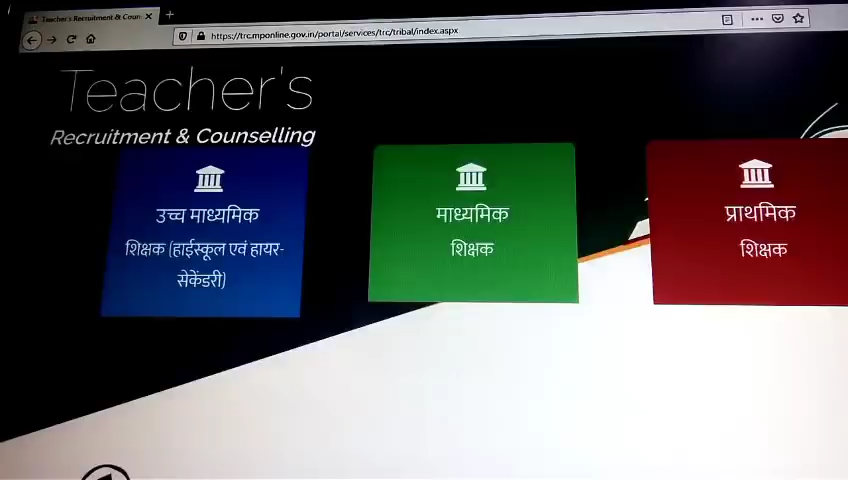 Teacher's Recruitment & Coun
https://trc.mponline.gov.in/portal/services/trc/tribal/index.aspx
Teacher's
Recruitment & Counselling
उच्च माध्यमिक
शिक्षक (हाईस्कूल एवं हायर-
सेकेंडरी)
माध्यमिक
शिक्षक
प्राथमिक
शिक्षक